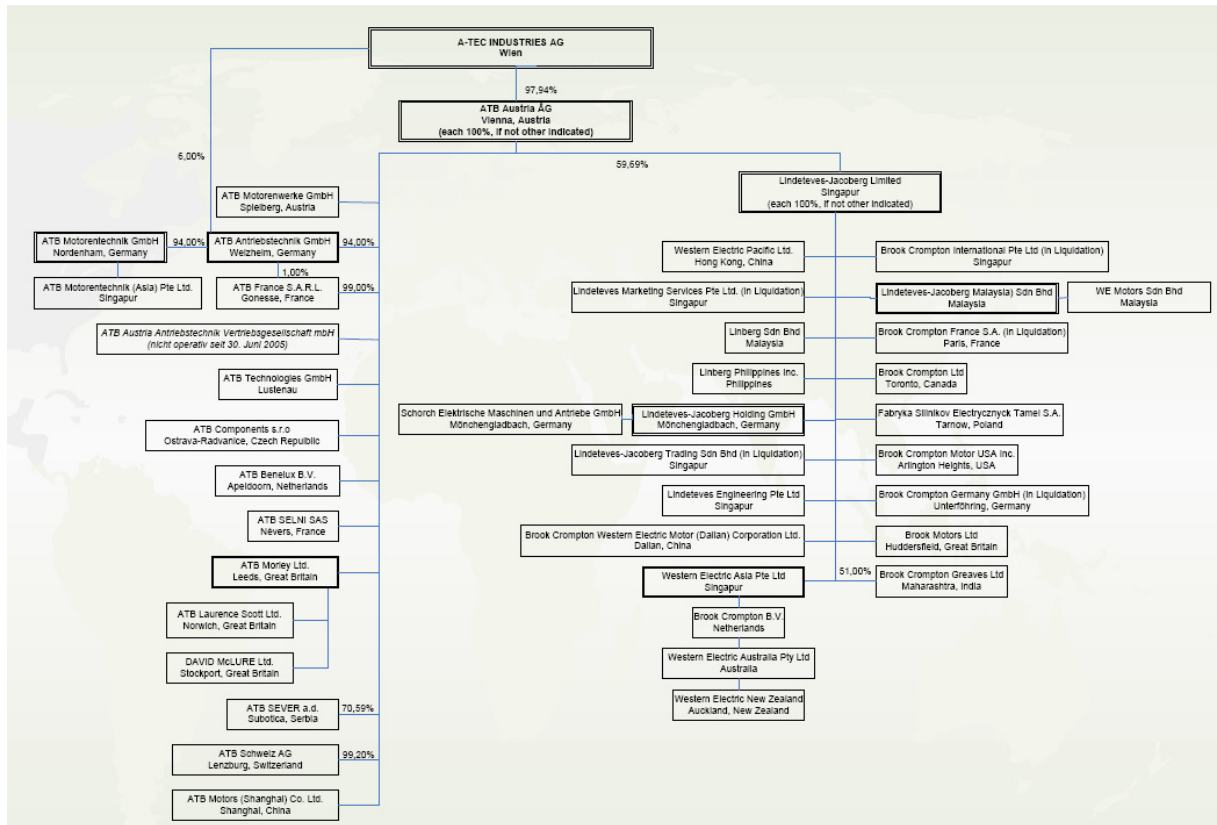 A-TEC INDUSTRIES AG
Wien
97,94%
ATB Austria ÅG
Vienna, Austria
(each 100%, if not other indicated)
6,00%
59,69%
ATB Motorenwerke GmbH
Spielberg, Austria
ATB Motorentechnik GmbH
Nordenham, Germany
94,00%
ATB Antriebstechnik GmbH
Welzheim, Germany
94,00%
ATB Motorentechnik (Asia) Pte Ltd.
Singapur
1,00%
ATB France S.A.R.L.
Gonesse, France
99,00%
ATB Austria Antriebstechnik Vertriebsgesellschaft mbH
(nicht operativ seit 30. Juni 2005)
ATB Technologies GmbH
Lustenau
ATB Components s.r.o
Ostrava-Radvanice, Czech Republic
ATB Benelux B.V.
Apeldoorn, Netherlands
ATB SELNI SAS
Nevers, France
ATB Morley Ltd.
Leeds, Great Britain
ATB Laurence Scott Ltd.
Norwich, Great Britain
DAVID McLURE Ltd.
Stockport, Great Britain
ATB SEVER a.d.
Subotica, Serbia
70,59%
ATB Schweiz AG
Lenzburg, Switzerland
99,20%
ATB Motors (Shanghai) Co. Ltd.
Shanghai, China
Lindeteves-Jacoberg Limited
Singapur
(each 100%, if not other indicated)
Western Electric Pacific Ltd.
Hong Kong, China
Brook Crompton International Pte Ltd (in Liquidation)
Singapur
Lindeteves Marketing Services Pte Ltd. (in Liquidation)
Singapur
Lindeteves-Jacoberg Malaysia) Sdn Bhd
Malaysia
WE Motors Sdn Bhd
Malaysia
Linberg Sdn Bhd
Malaysia
Brook Crompton France S.A. (in Liquidation)
Paris, France
Linberg Philippines Inc.
Philippines
Brook Crompton Ltd
Toronto, Canada
Schorch Elektrische Maschinen und Antriebe GmbH
Mönchengladbach, Germany
Lindeteves-Jacoberg Holding GmbH
Mönchengladbach, Germany
Fabryka Silinikov Electrycznyck Tamel S.A.
Tarnow, Poland
Lindeteves-Jacoberg Trading Sdn Bhd (in Liquidation)
Singapur
Brook Crompton Motor USA Inc.
Arlington Heights, USA
Lindeteves Engineering Pte Ltd
Singapur
Brook Crompton Germany GmbH (in Liquidation)
Unterföhring, Germany
Brook Crompton Western Electric Motor (Dalian) Corporation Ltd.
Dalian, China
Brook Motors Ltd
Huddersfield, Great Britain
Western Electric Asia Pte Ltd
Singapur
51,00%
Brook Crompton Greaves Ltd
Maharashtra, India
Brook Crompton B.V.
Netherlands
Western Electric Australia Pty Ltd
Australia
Western Electric New Zealand
Auckland, New Zealand